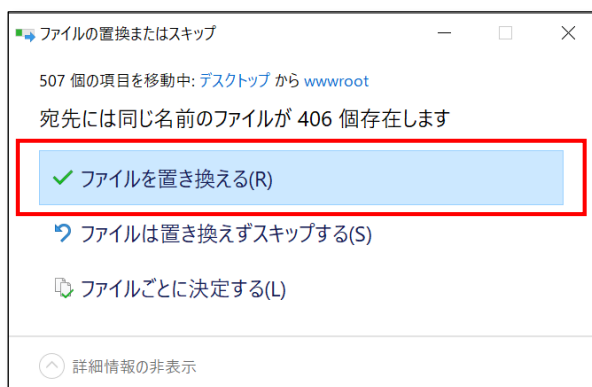 ファイルの置換またはスキップ
507 個の項目を移動中: デスクトップ から wwwroot
宛先には同じ名前のファイルが 406 個存在します
ファイルを置き換える(R)
ファイルは置き換えずスキップする(S)
ファイルごとに決定する(L)
詳細情報の非表示